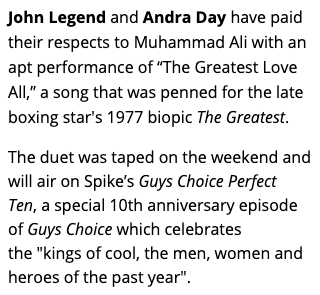 John Legend and Andra Day have paid
their respects to Muhammad Ali with an
apt performance of “The Greatest Love
All,” a song that was penned for the late
boxing star's 1977 biopic The Greatest.
The duet was taped on the weekend and
will air on Spike’s Guys Choice Perfect
Ten, a special 10th anniversary episode
of Guys Choice which celebrates
the "kings of cool, the men, women and
heroes of the past year".